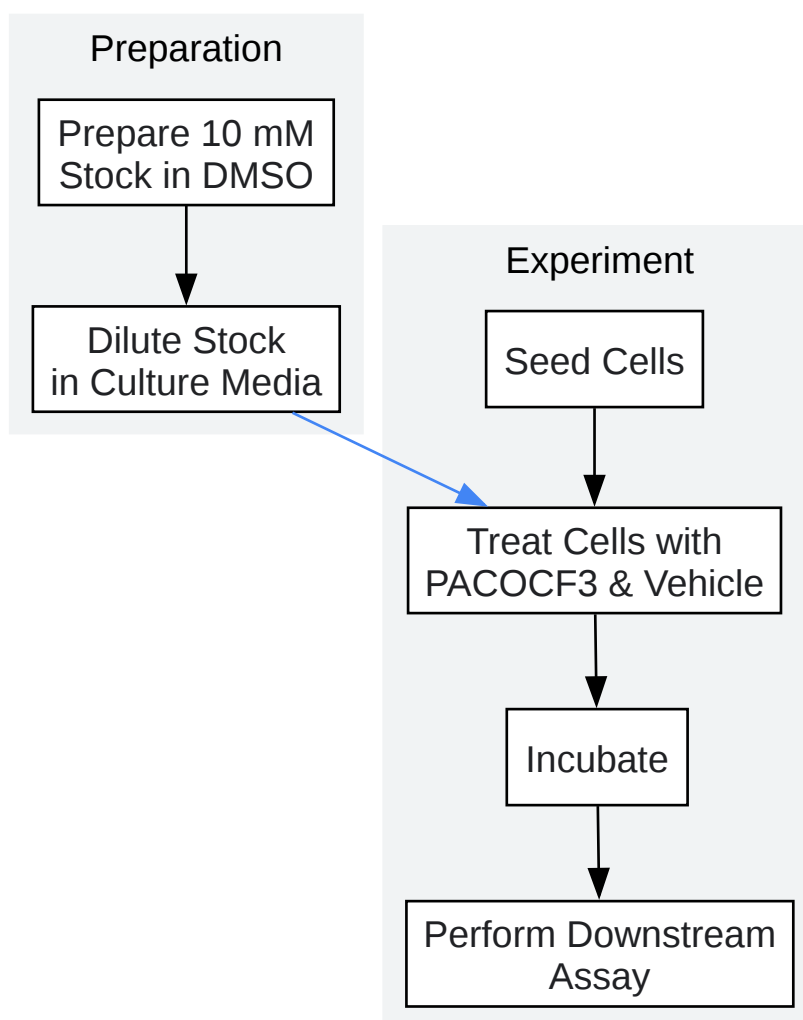 Preparation
Prepare 10 mM
Stock in DMSO
Dilute Stock
in Culture Media
Experiment
Seed Cells
Treat Cells with
PACOCF3 & Vehicle
Incubate
Perform Downstream
Assay